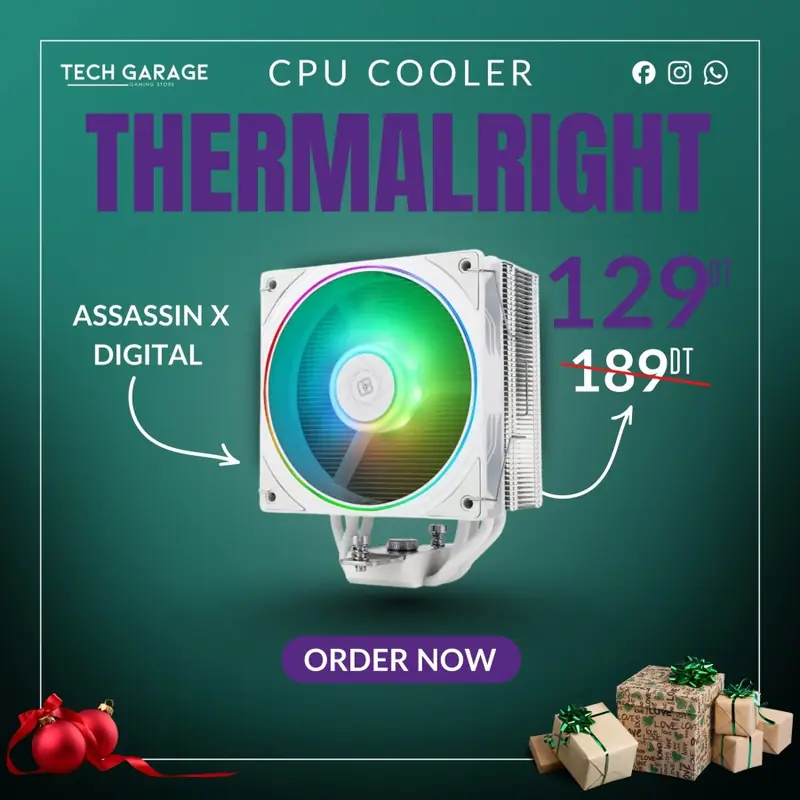 TECH GARAGE
GAMING STORE
CPU COOLER
THERMALRIGHT
129DT
189DT
ASSASSIN X
DIGITAL
ORDER NOW